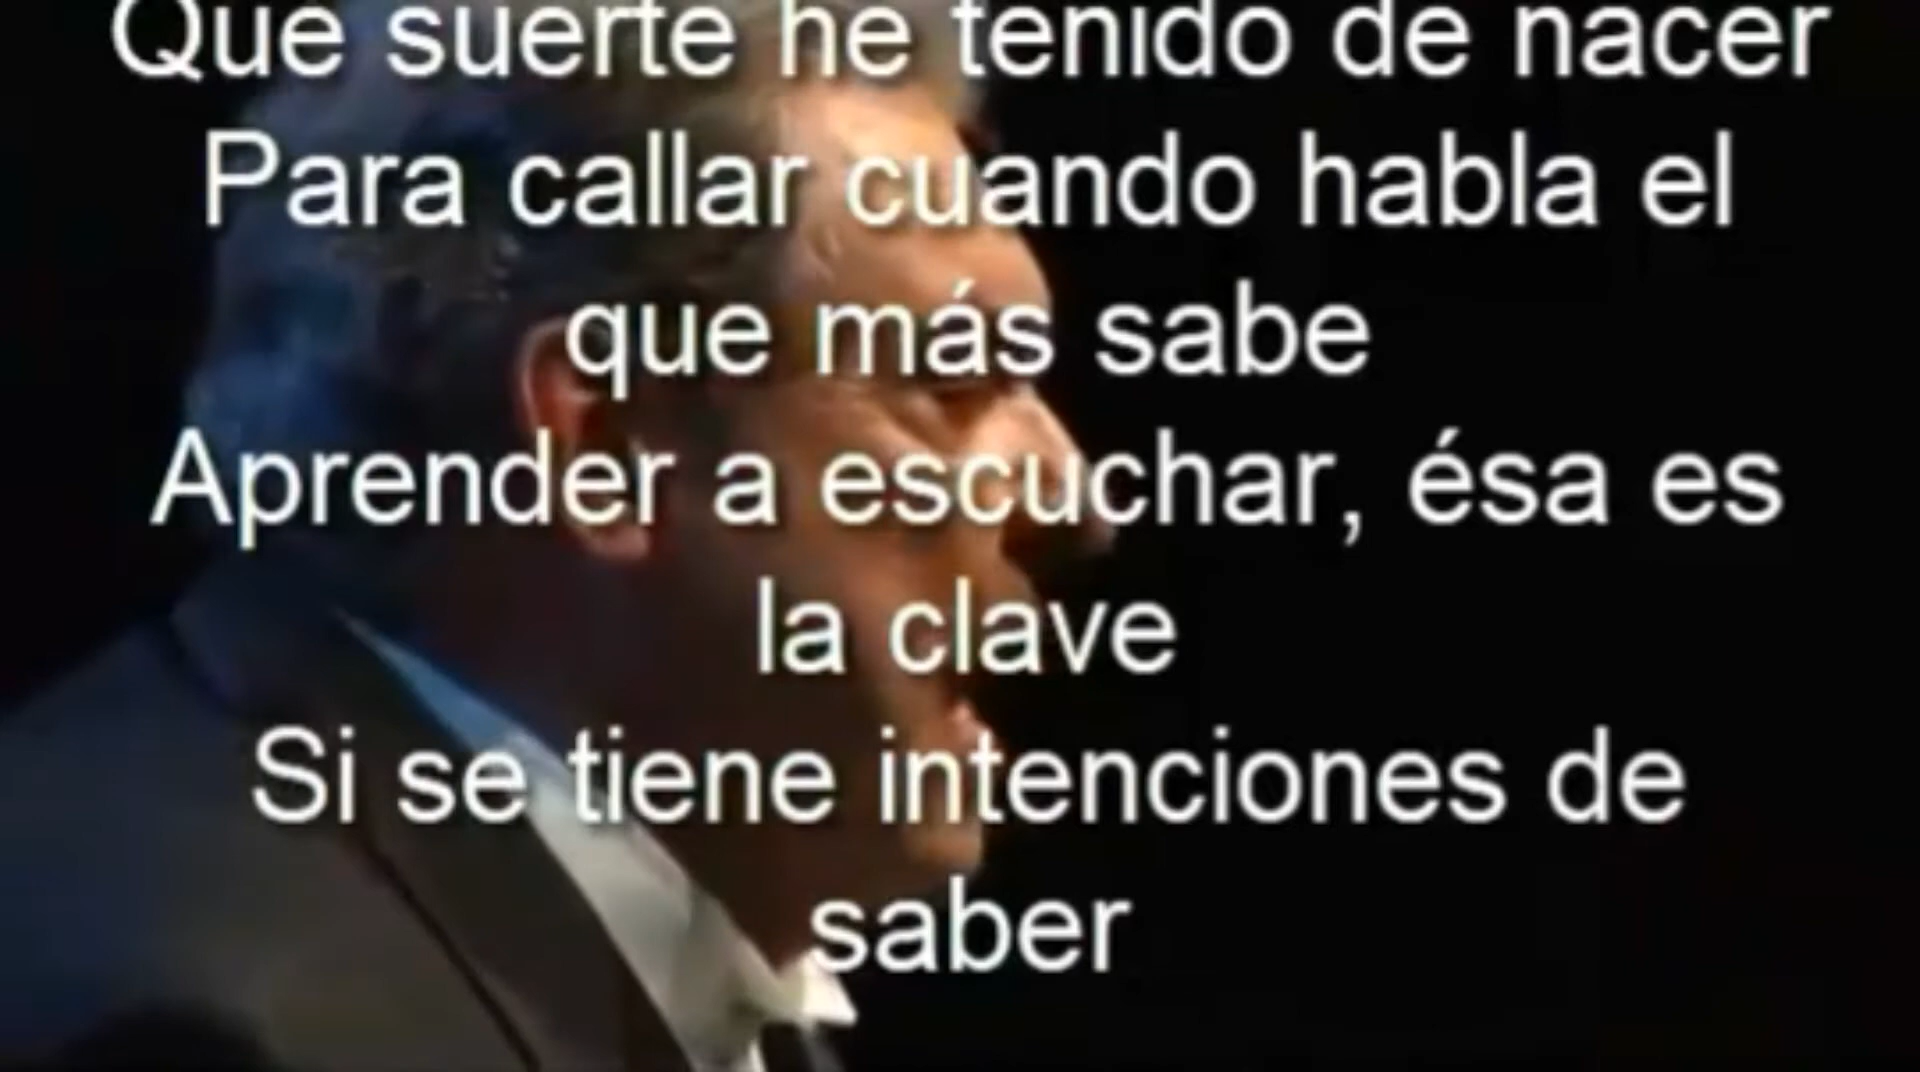 Que suerte he tenido de nacer
Para callar cuando habla el
que más sabe
Aprender a escuchar, ésa es
la clave
Si se tiene intenciones de
saber